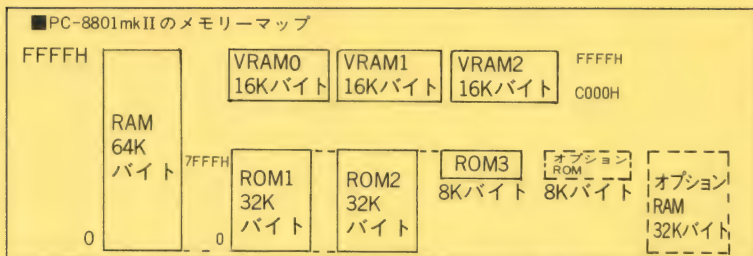 ■PC-8801mkIIのメモリーマップ
FFFFH
VRAM0
16Kバイト
VRAM1
16Kバイト
VRAM2
16Kバイト
FFFFH
C000H
RAM
64K
バイト
7FFFH
0
ROM1
32K
バイト
0
ROM2
32K
バイト
ROM3
8Kバイト
オプション
ROM
8Kバイト
オプション
RAM
32Kバイト